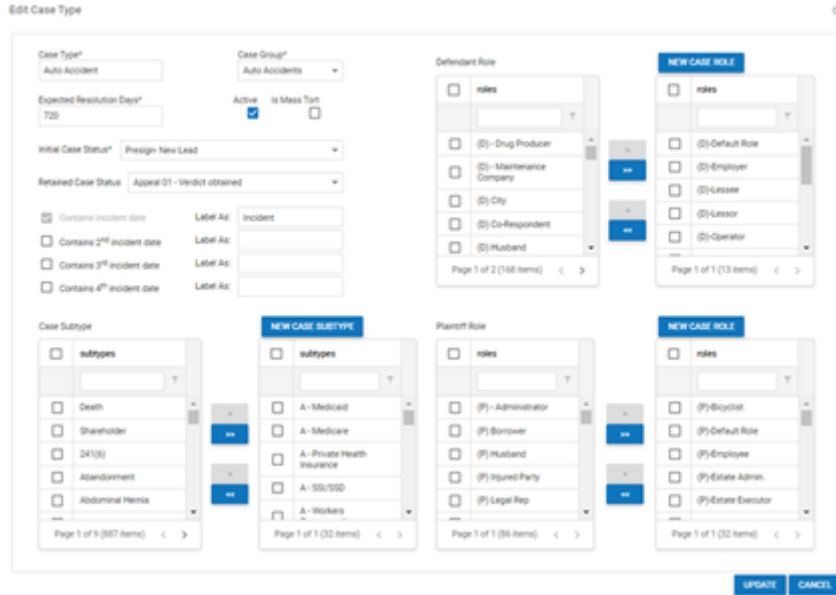 Edit Case Type
Case Type*
Auto Accident
Case Group*
Auto Accidents
Expected Resolution Days*
720
Active
Is Mass Tort
Initial Case Status*
Presign- New Lead
Retained Case Status
Appeal 01 - Verdict obtained
Contains incident date
Label As:
Incident
Contains 2nd incident date
Label As:
Contains 3rd incident date
Label As:
Contains 4th incident date
Label As:
Defendant Role
roles
(D) - Drug Producer
(D) - Maintenance
Company
(D) City
(D) Co-Respondent
(D) Husband
Page 1 of 2 (168 items)
>
>>
<
<<
NEW CASE ROLE
roles
(D)-Default Role
(D)-Employer
(D)-Lessee
(D)-Lessor
(D)-Operator
Page 1 of 1 (13 items)
Case Subtype
subtypes
Death
Shareholder
241(6)
Abandonment
Abdominal Hernia
Page 1 of 9 (887 items)
>
>>
<
<<
NEW CASE SUBTYPE
subtypes
A - Medicaid
A - Medicare
A - Private Health
Insurance
A - SSI/SSD
A - Workers
Page 1 of 1 (32 items)
Plaintiff Role
roles
(P) - Administrator
(P) Borrower
(P) Husband
(P) Injured Party
(P) Legal Rep
Page 1 of 1 (86 items)
>
>>
<
<<
NEW CASE ROLE
roles
(P)-Bicyclist
(P)-Default Role
(P)-Employee
(P)-Estate Admin.
(P)-Estate Executor
Page 1 of 1 (32 items)
UPDATE
CANCEL